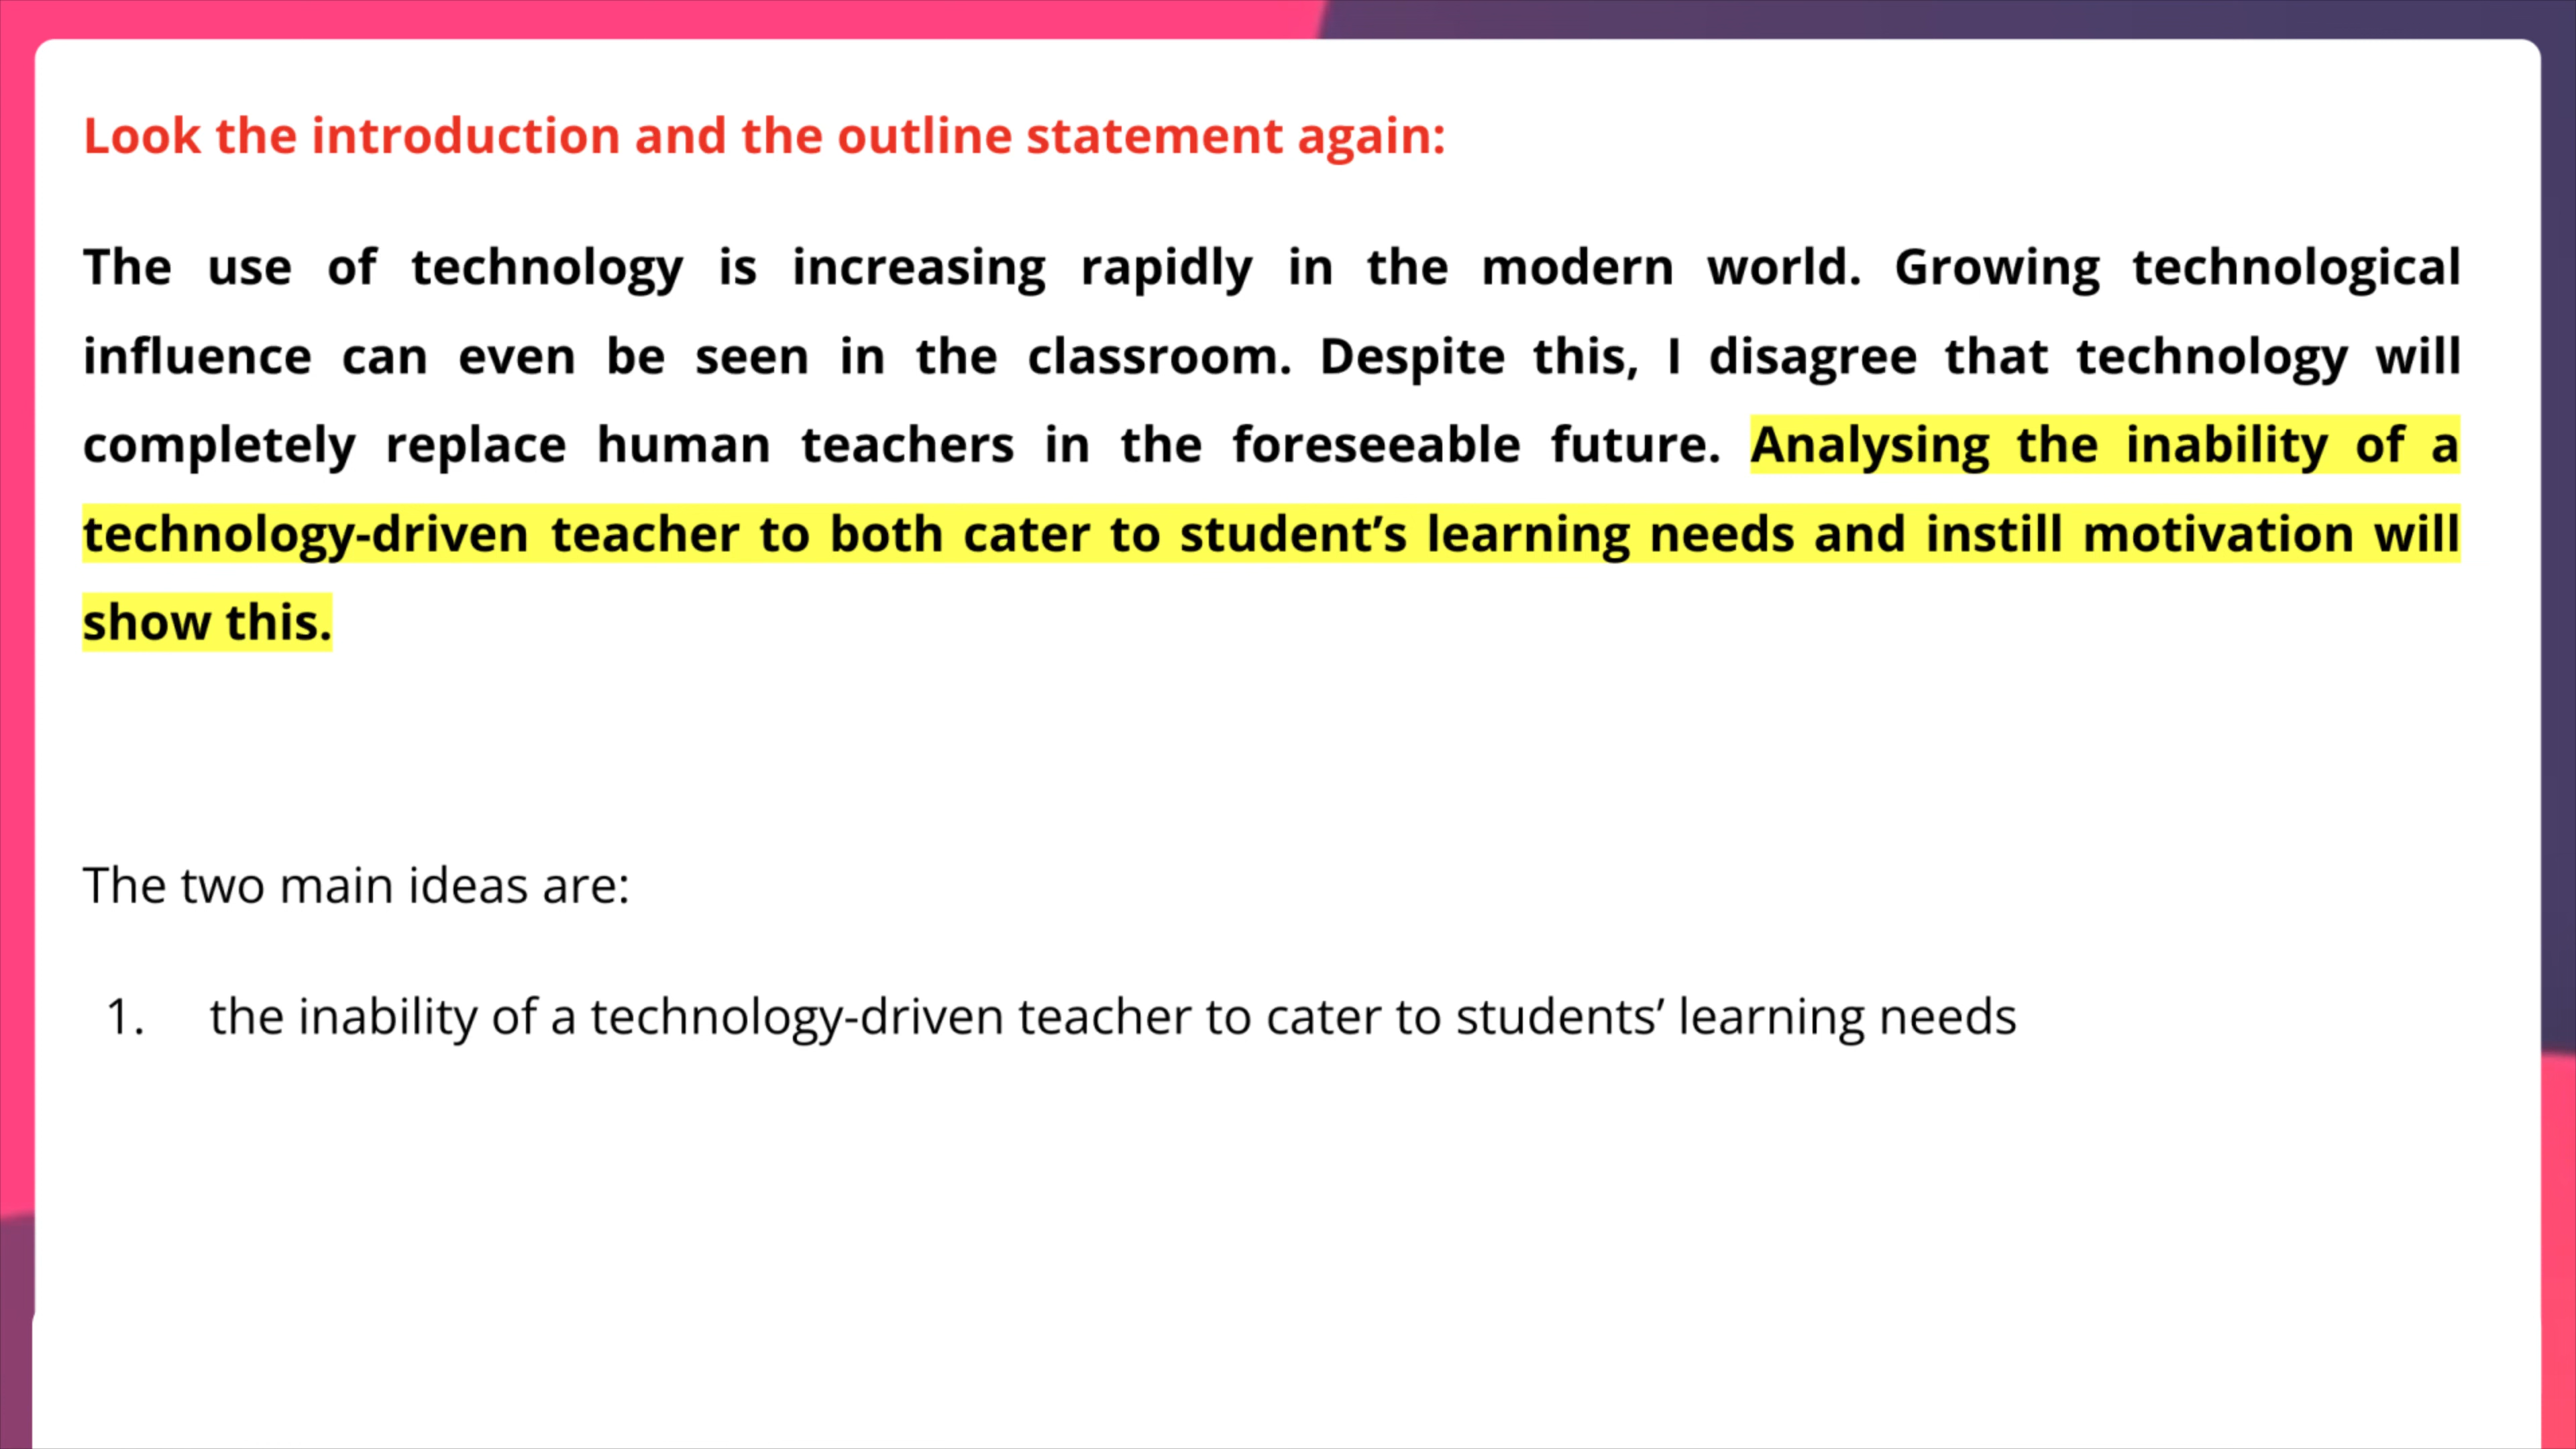 Look the introduction and the outline statement again:
The use of technology is increasing rapidly in the modern world. Growing technological
influence can even be seen in the classroom. Despite this, I disagree that technology will
completely replace human teachers in the foreseeable future. Analysing the inability of a
technology-driven teacher to both cater to student’s learning needs and instill motivation will
show this.
The two main ideas are:
1. the inability of a technology-driven teacher to cater to students’ learning needs